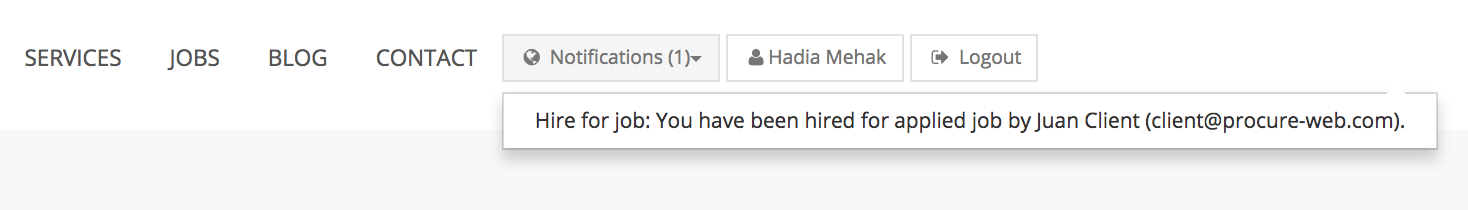 SERVICES JOBS BLOG CONTACT Notifications (1) Hadia Mehak Logout
Hire for job: You have been hired for applied job by Juan Client (client@procure-web.com).